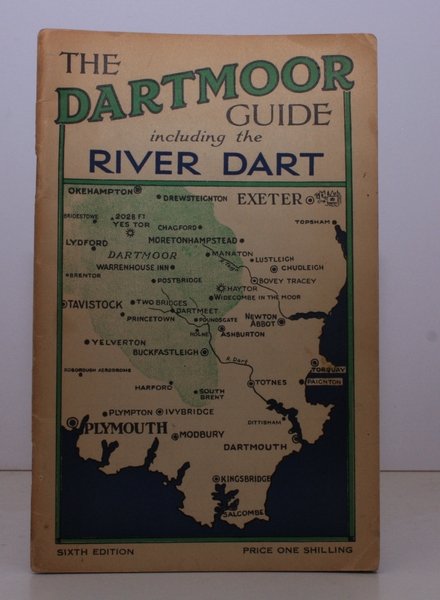 THE
DARTMOOR
GUIDE
including the
RIVER DART
OKEHAMPTON
DREWSTEIGNTON
EXETER
BRIDESTOWE
2028 FT
YES TOR
CHAGFORD
TOPSHAM
LYDFORD
MORETONHAMPSTEAD
DARTMOOR
MANATON
LUSTLEIGH
WARRENHOUSE INN
CHUDLEIGH
BRENTOR
POSTBRIDGE
BOVEY TRACEY
HAYTOR
TAVISTOCK
TWO BRIDGES
WIDECOMBE IN THE MOOR
DARTMEET
PRINCETOWN
POUNDSGATE
NEWTON
ABBOT
HOLNE
ASHBURTON
YELVERTON
BUCKFASTLEIGH
R. Dart
TORQUAY
ROBOROUGH AERODROME
HARFORD
TOTNES
PAIGNTON
SOUTH
BRENT
PLYMPTON
IVYBRIDGE
DITTISHAM
PLYMOUTH
MODBURY
DARTMOUTH
KINGSBRIDGE
SALCOMBE
SIXTH EDITION
PRICE ONE SHILLING